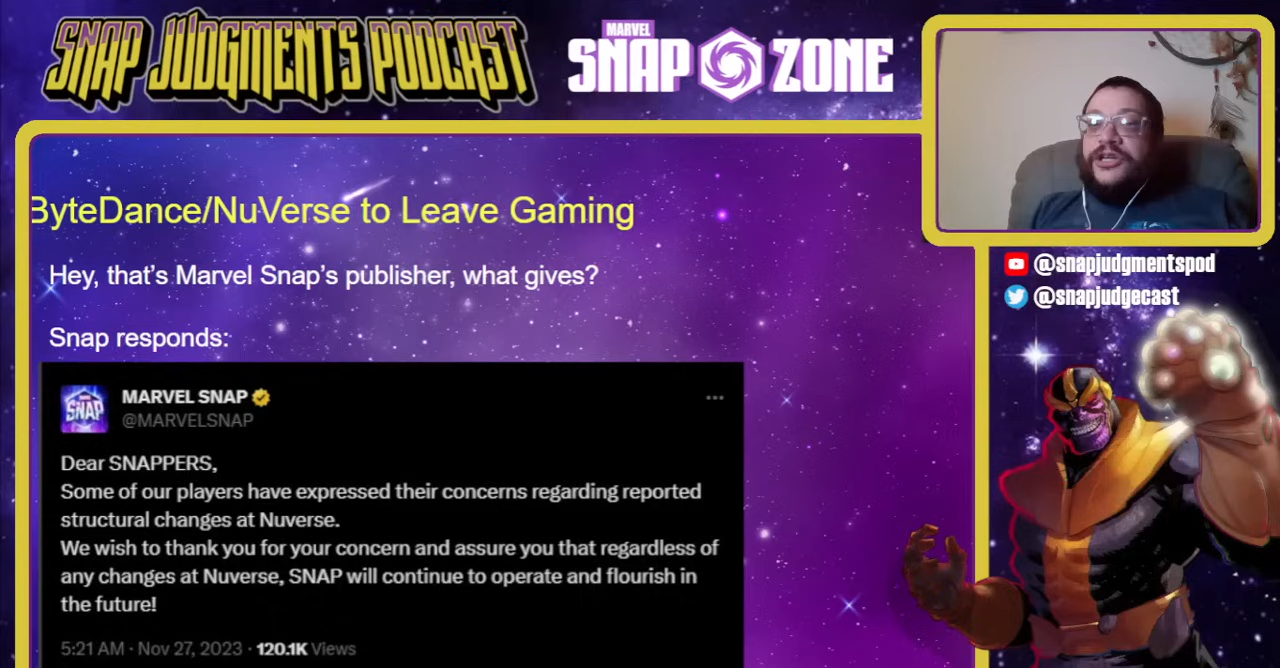 SNAP JUDGMENTS PODCAST
MARVEL
SNAP ZONE
ByteDance/NuVerse to Leave Gaming
Hey, that's Marvel Snap's publisher, what gives?
Snap responds:
MARVEL
SNAP
MARVEL SNAP
@MARVELSNAP
Dear SNAPPERS,
Some of our players have expressed their concerns regarding reported
structural changes at Nuverse.
We wish to thank you for your concern and assure you that regardless of
any changes at Nuverse, SNAP will continue to operate and flourish in
the future!
5:21 AM · Nov 27, 2023 · 120.1K Views
@snapjudgmentspod
@snapjudgecast